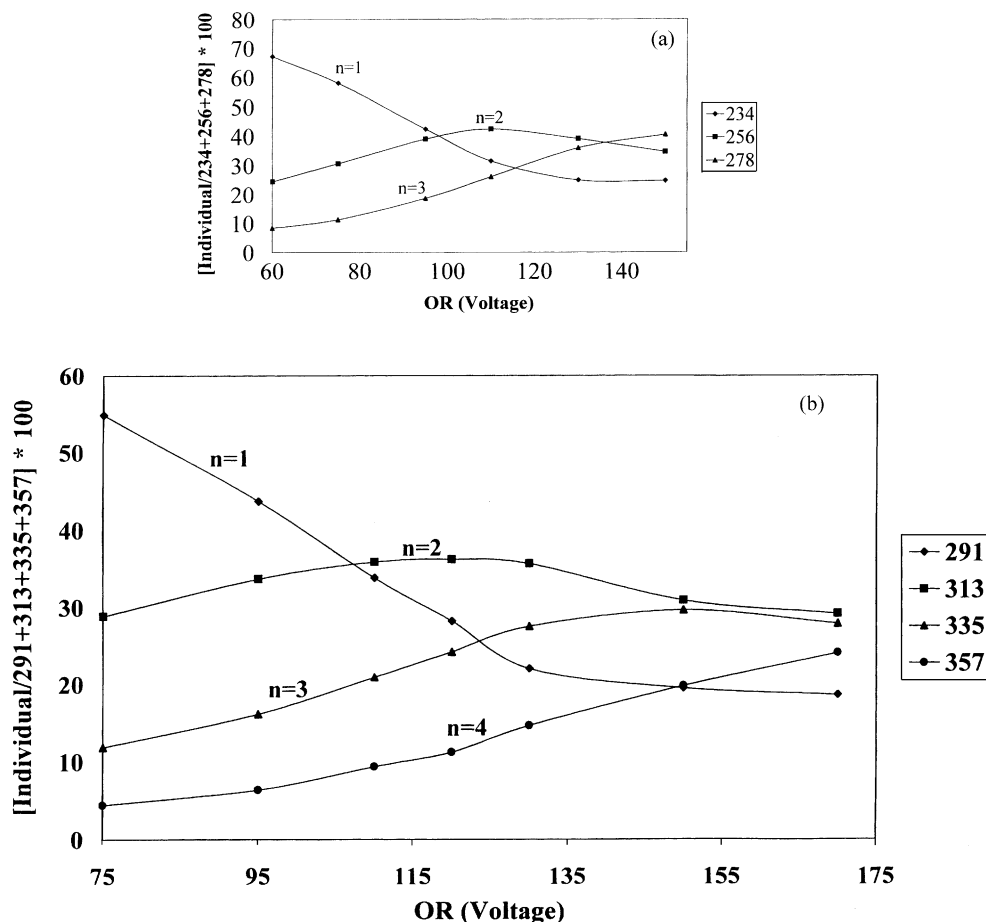 [Individual/234+256+278] * 100
80
70
60
50
40
30
20
10
0
(a)
n=1
n=2
n=3
60 80 100 120 140
OR (Voltage)
234
256
278
[Individual/291+313+335+357] * 100
60
50
40
30
20
10
0
(b)
n=1
n=2
n=3
n=4
75 95 115 135 155 175
OR (Voltage)
291
313
335
357